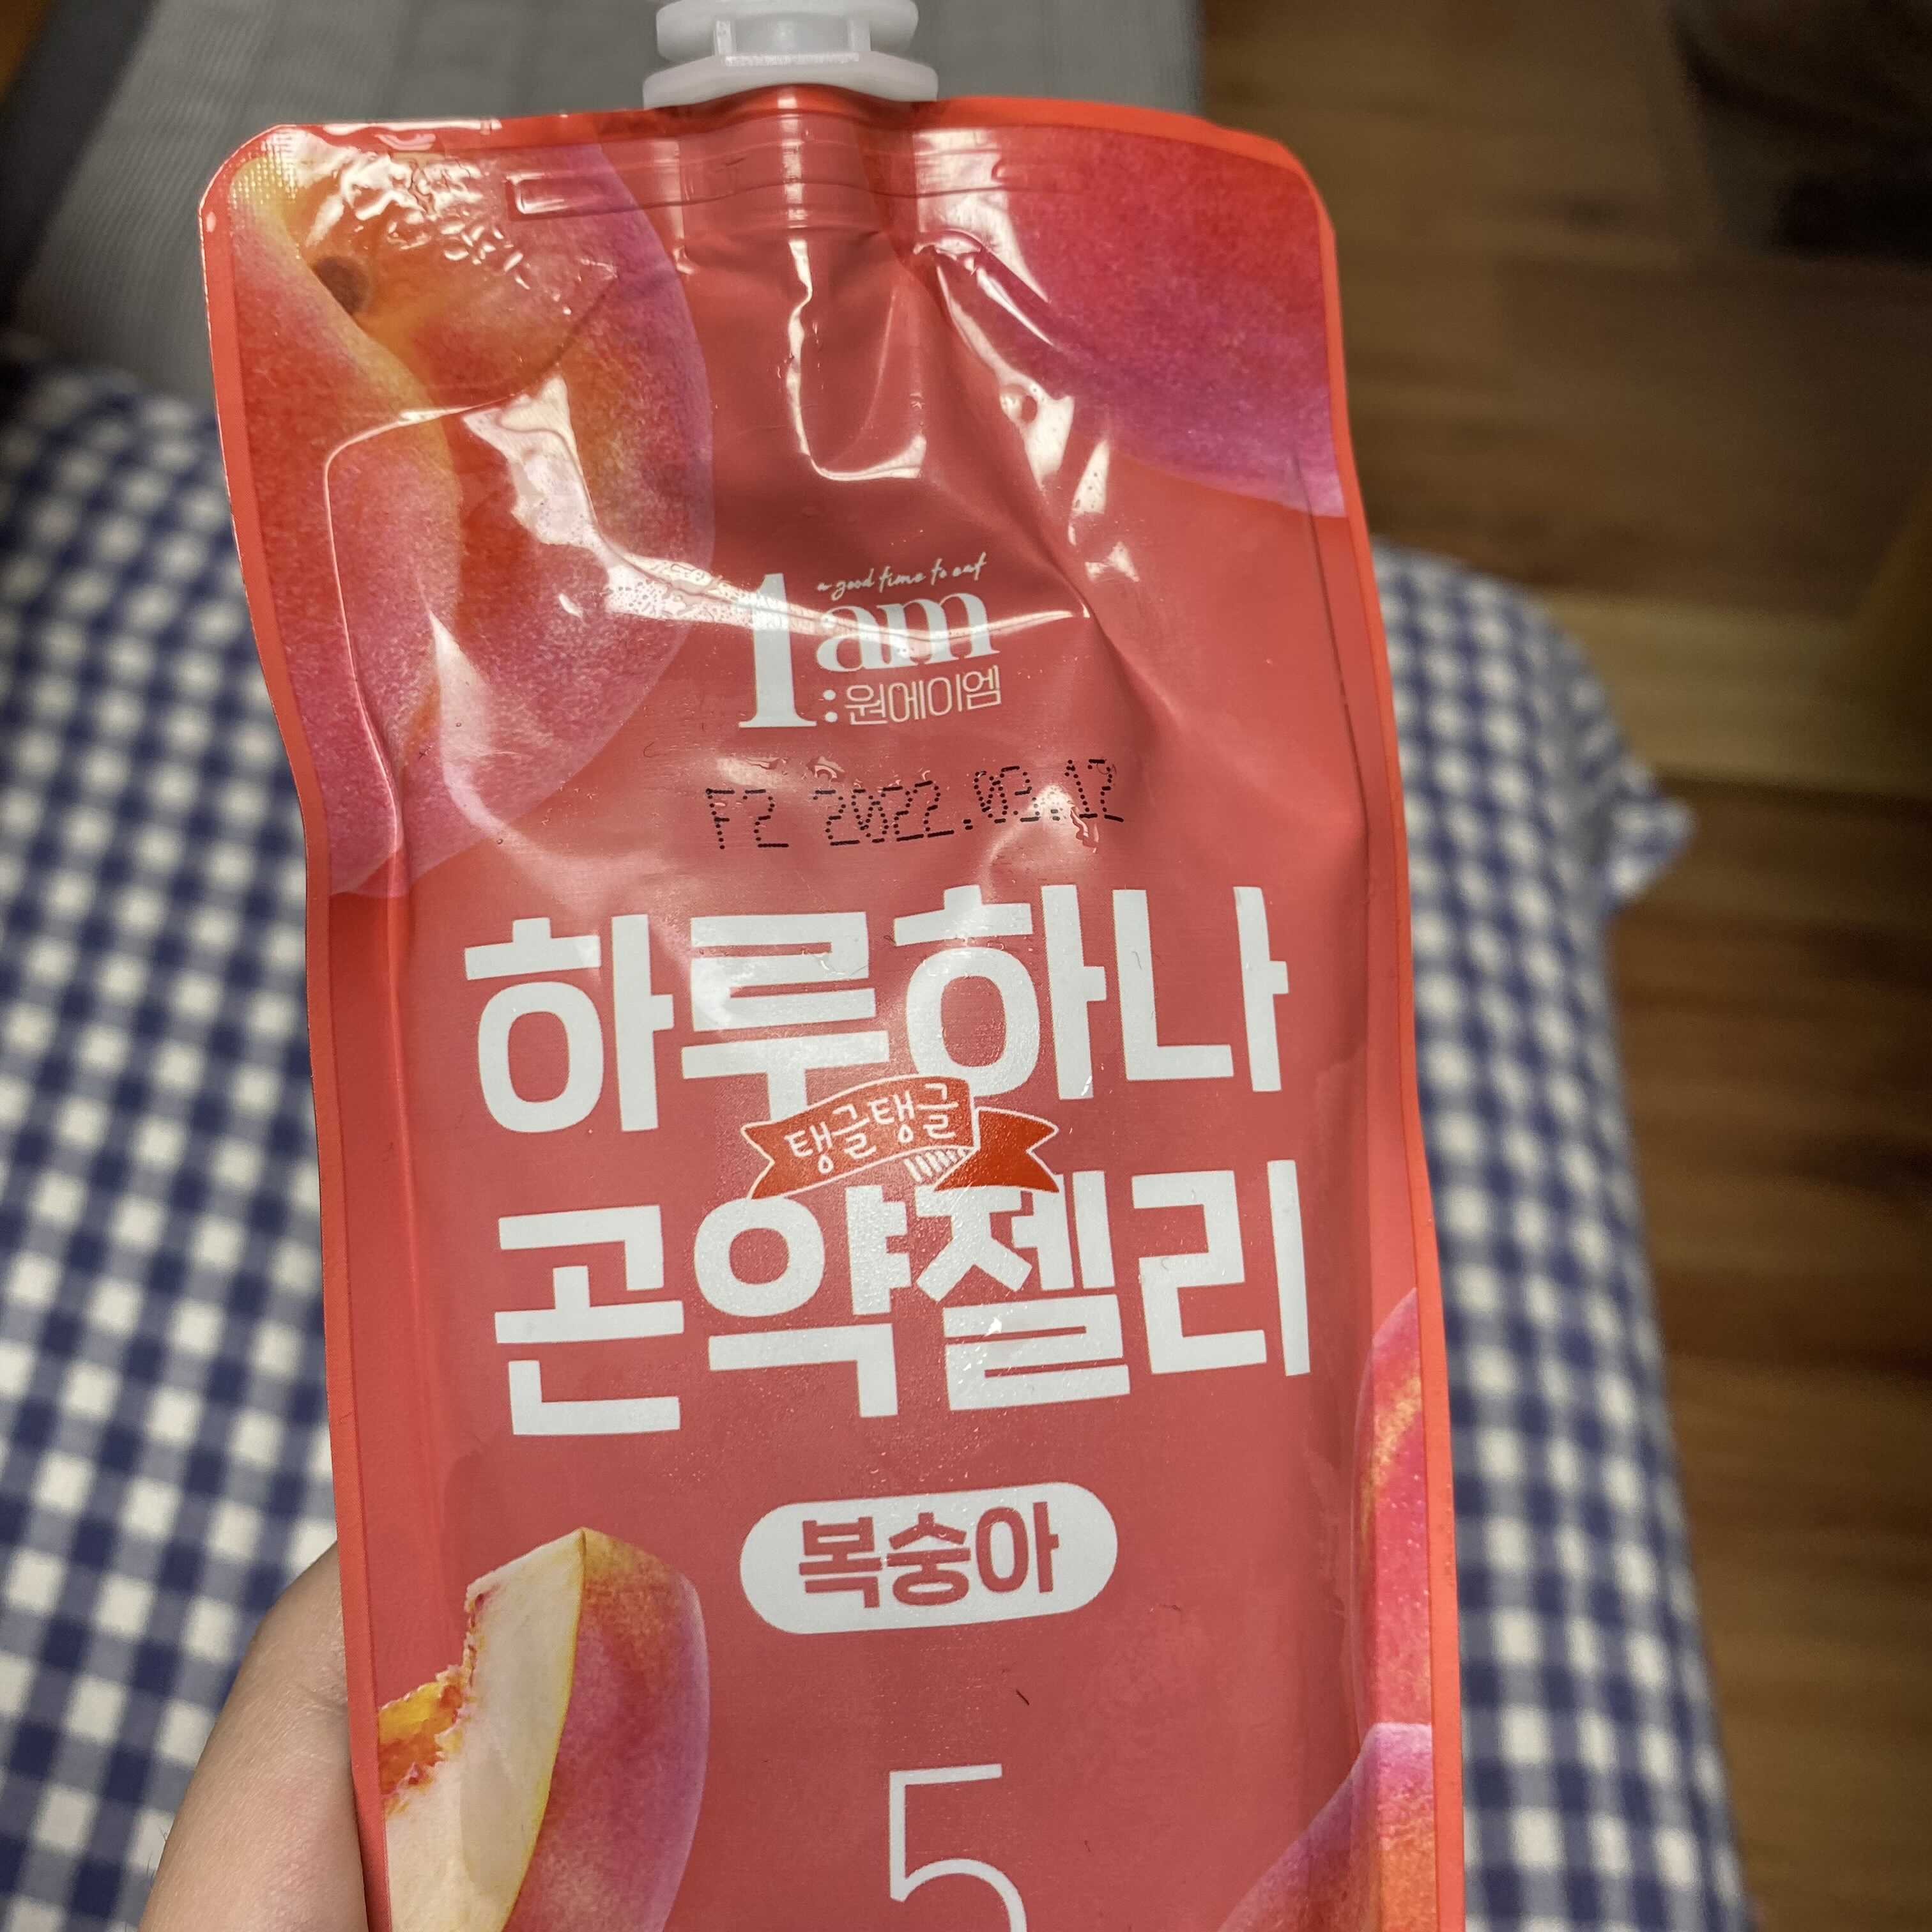 a good time to eat
1am
:원에이엠
F2 2022.03.12
하루하나
탱글탱글
곤약젤리
복숭아
5